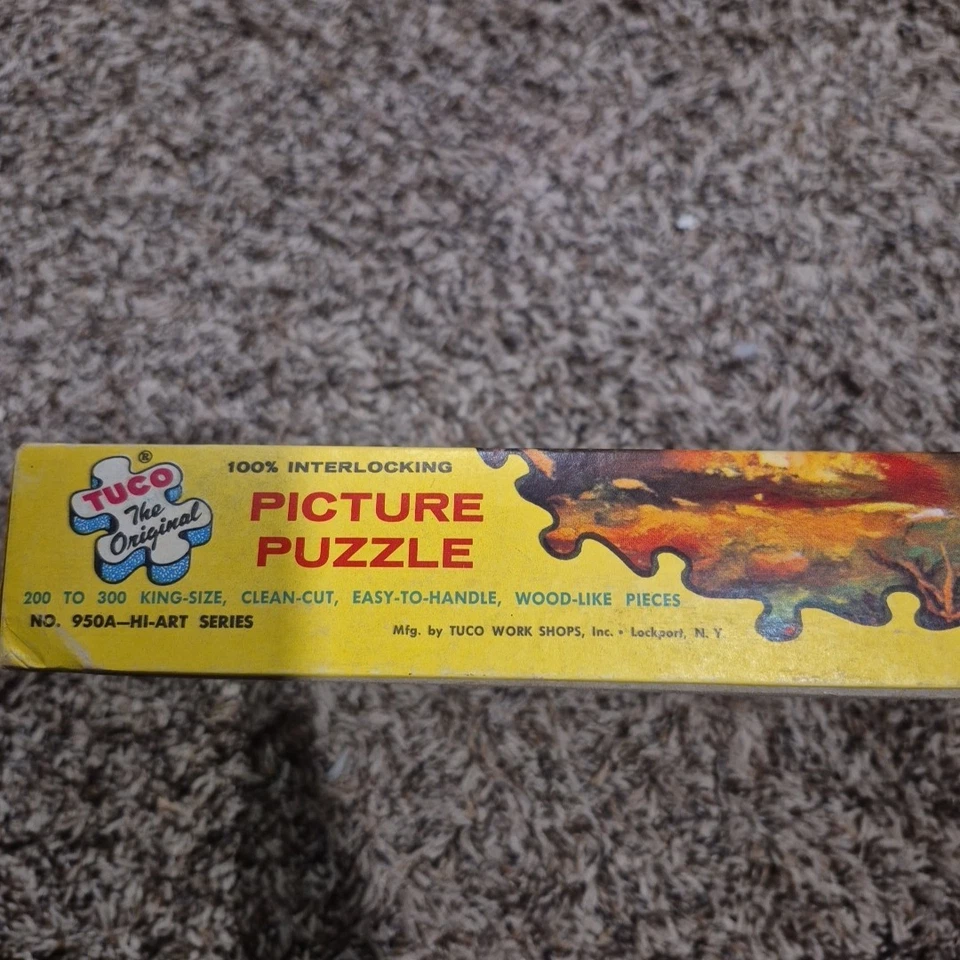 TUCO ®
The
Original
100% INTERLOCKING
PICTURE
PUZZLE
200 TO 300 KING-SIZE, CLEAN-CUT, EASY-TO-HANDLE, WOOD-LIKE PIECES
NO. 950A—HI-ART SERIES
Mfg. by TUCO WORK SHOPS, Inc. • Lockport, N. Y.